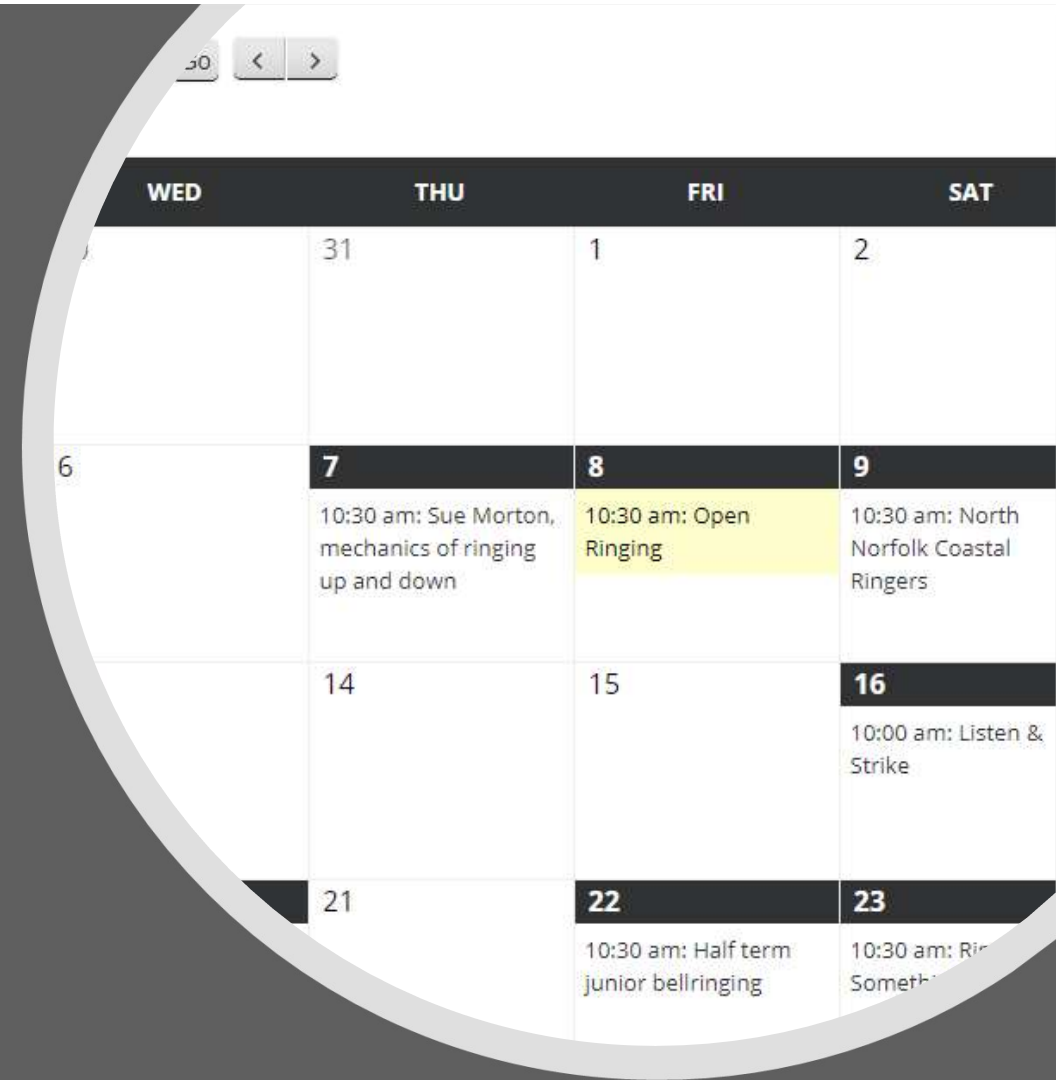 WED THU FRI SAT
31 1 2
6 7 8 9
10:30 am: Sue Morton, 10:30 am: Open 10:30 am: North
mechanics of ringing Ringing Norfolk Coastal
up and down Ringers
14 15 16
10:00 am: Listen &
Strike
21 22 23
10:30 am: Half term 10:30 am:
junior bellringing